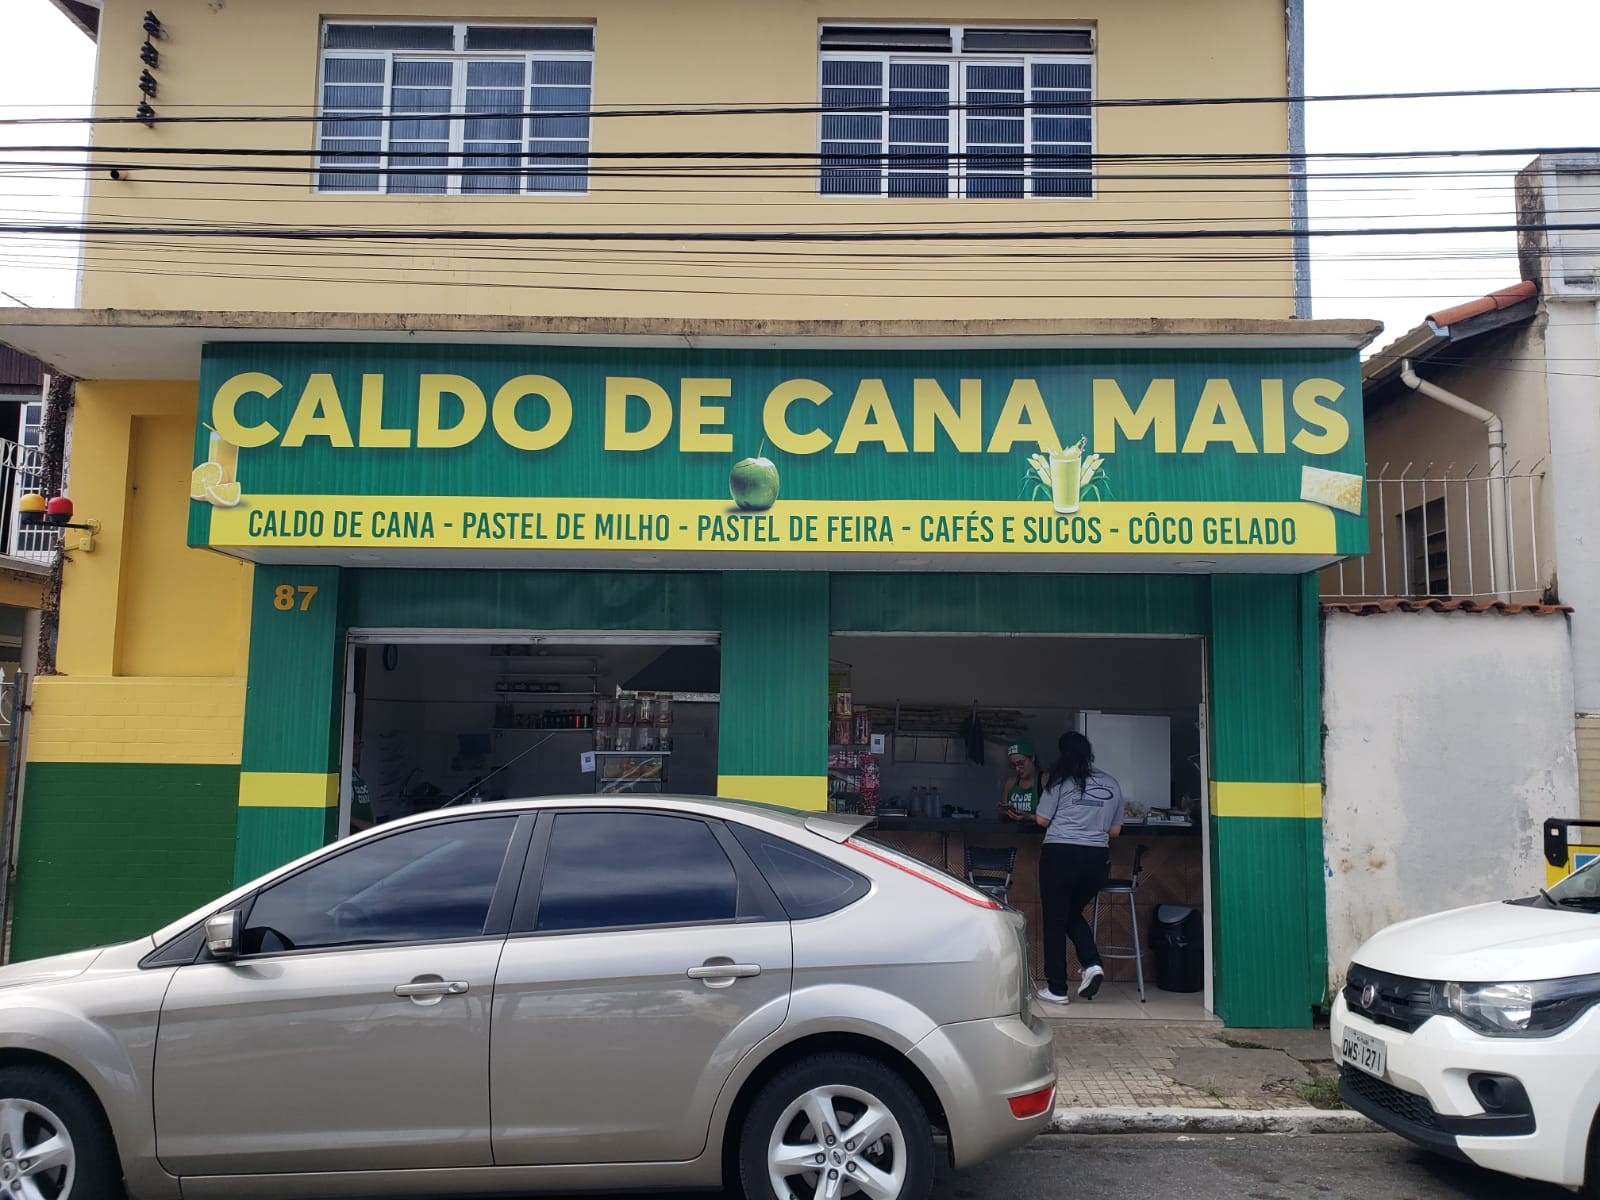 CALDO DE CANA MAIS
CALDO DE CANA - PASTEL DE MILHO - PASTEL DE FEIRA - CAFÉS E SUCOS - CÔCO GELADO
87
QWS-1271